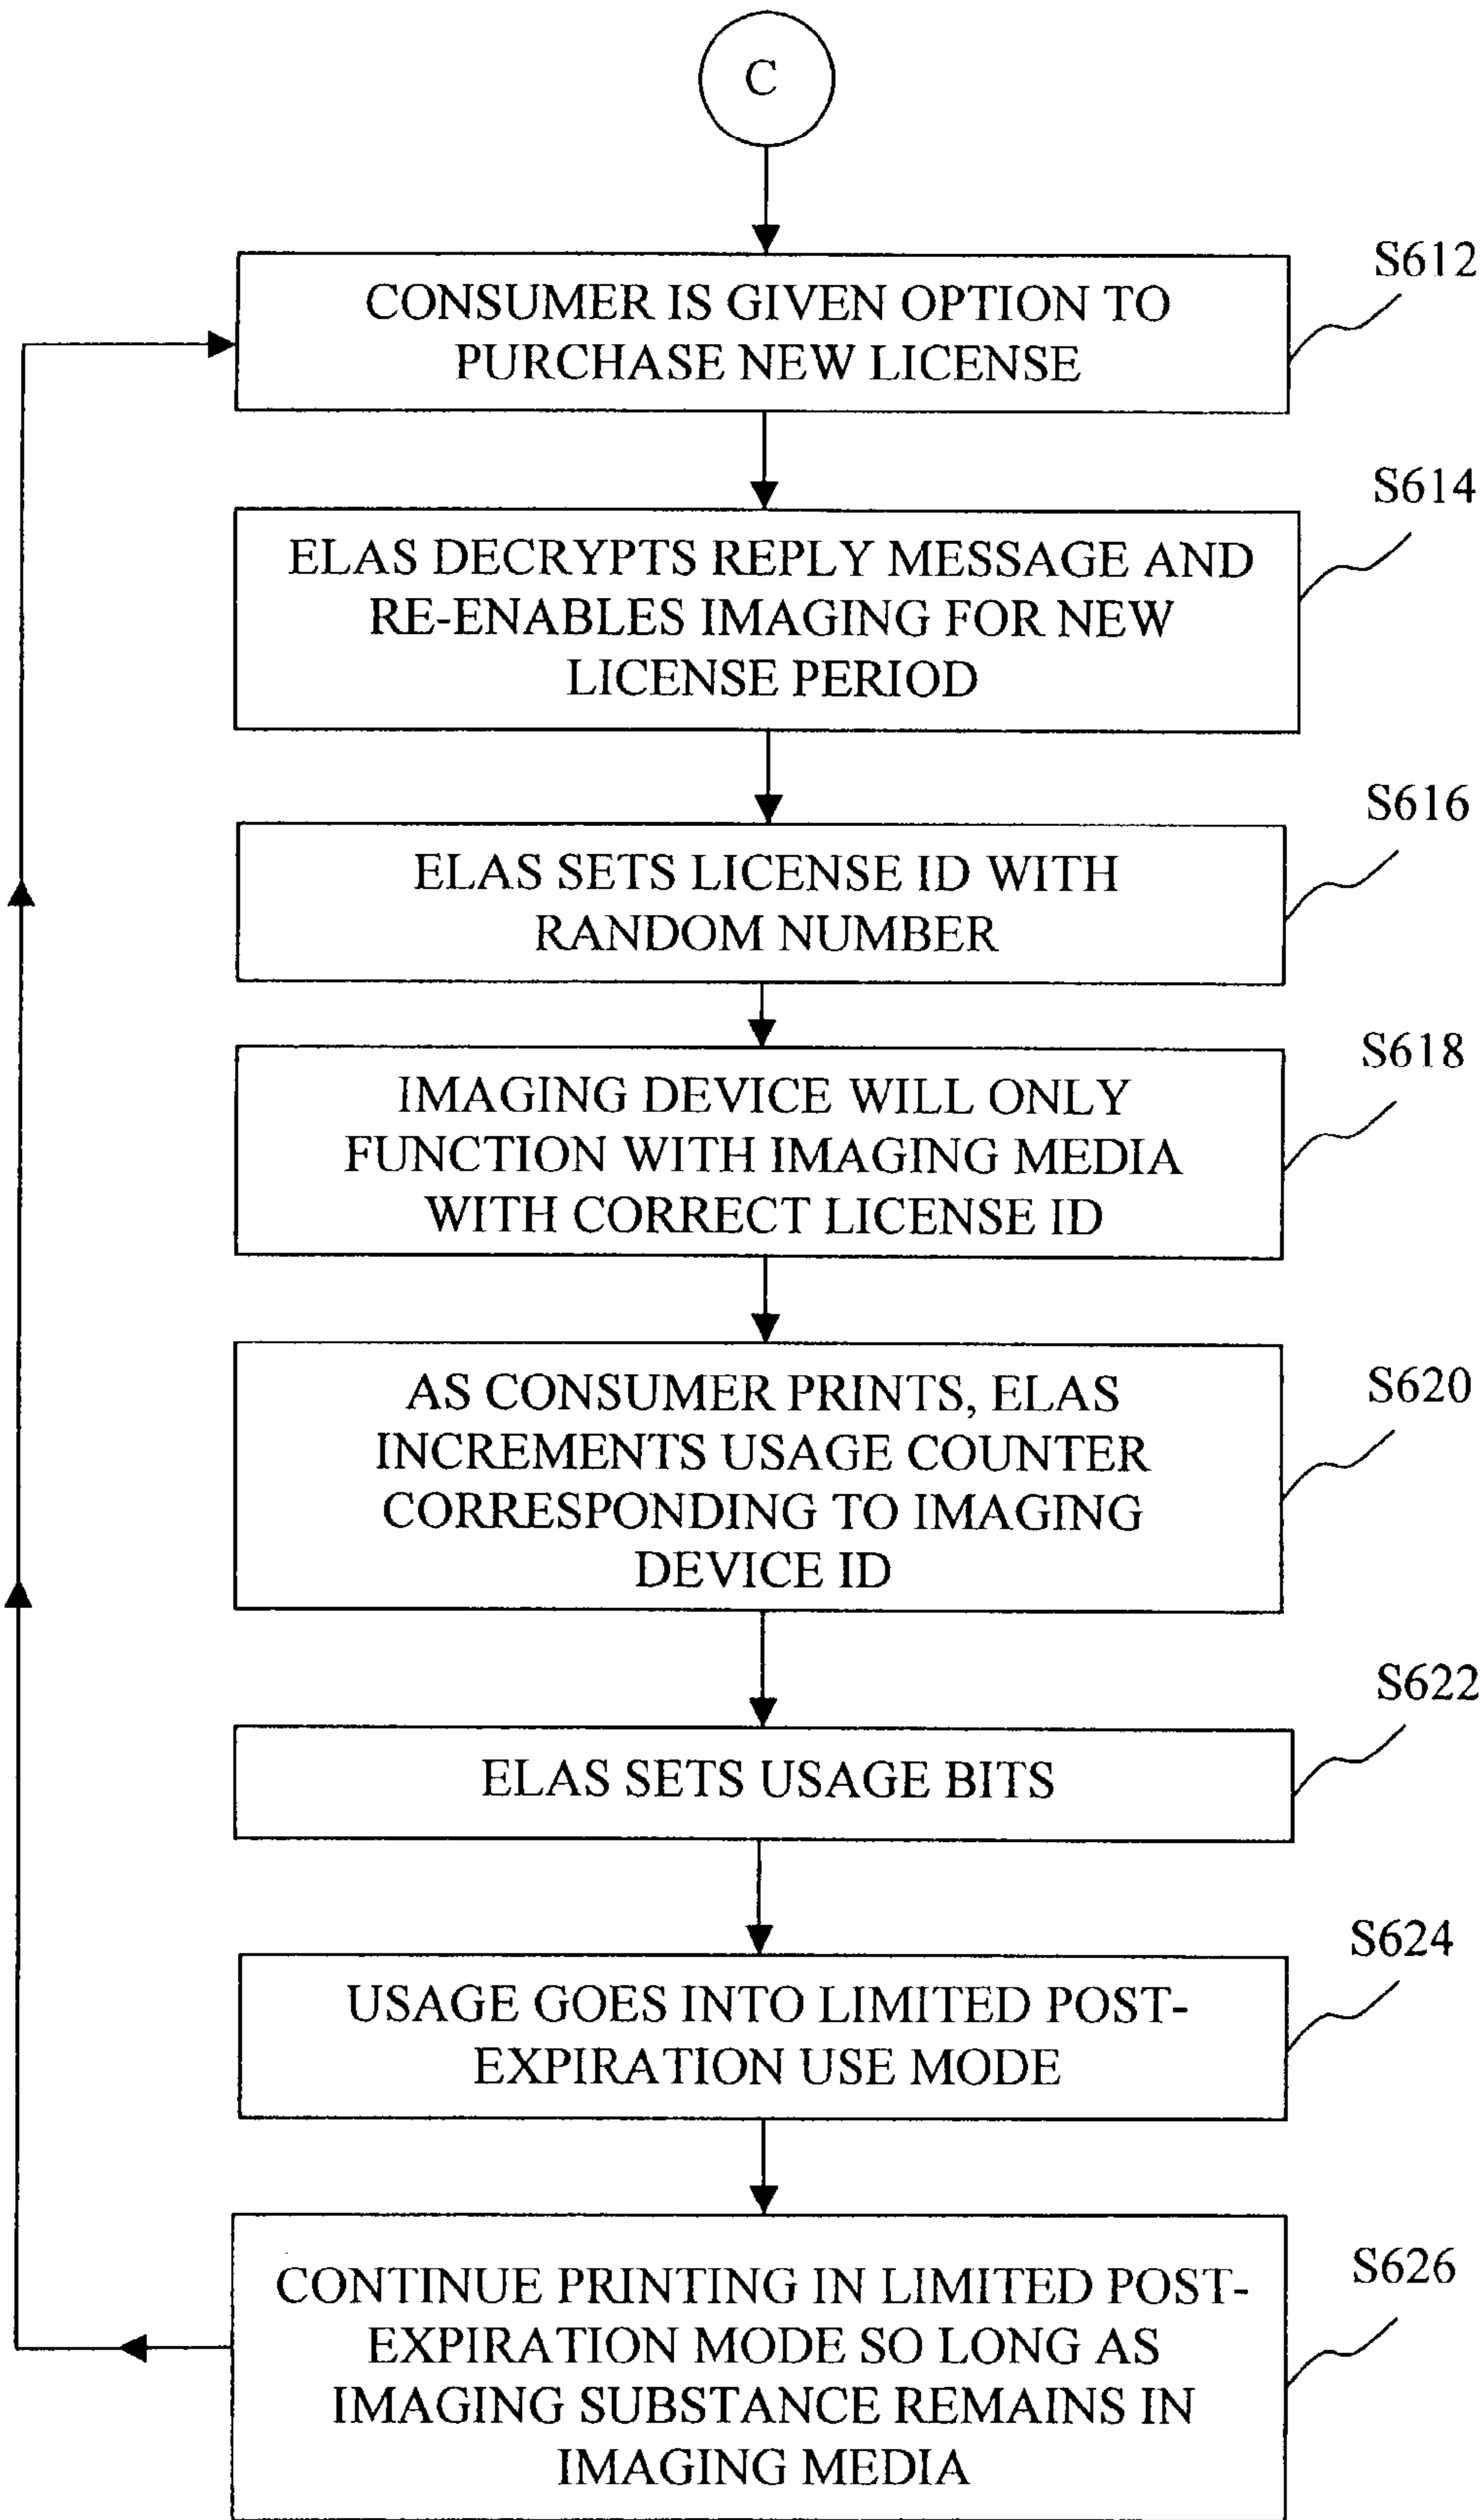 C
CONSUMER IS GIVEN OPTION TO
PURCHASE NEW LICENSE
S612
ELAS DECRYPTS REPLY MESSAGE AND
RE-ENABLES IMAGING FOR NEW
LICENSE PERIOD
S614
ELAS SETS LICENSE ID WITH
RANDOM NUMBER
S616
IMAGING DEVICE WILL ONLY
FUNCTION WITH IMAGING MEDIA
WITH CORRECT LICENSE ID
S618
AS CONSUMER PRINTS, ELAS
INCREMENTS USAGE COUNTER
CORRESPONDING TO IMAGING
DEVICE ID
S620
ELAS SETS USAGE BITS
S622
USAGE GOES INTO LIMITED POST-
EXPIRATION USE MODE
S624
CONTINUE PRINTING IN LIMITED POST-
EXPIRATION MODE SO LONG AS
IMAGING SUBSTANCE REMAINS IN
IMAGING MEDIA
S626